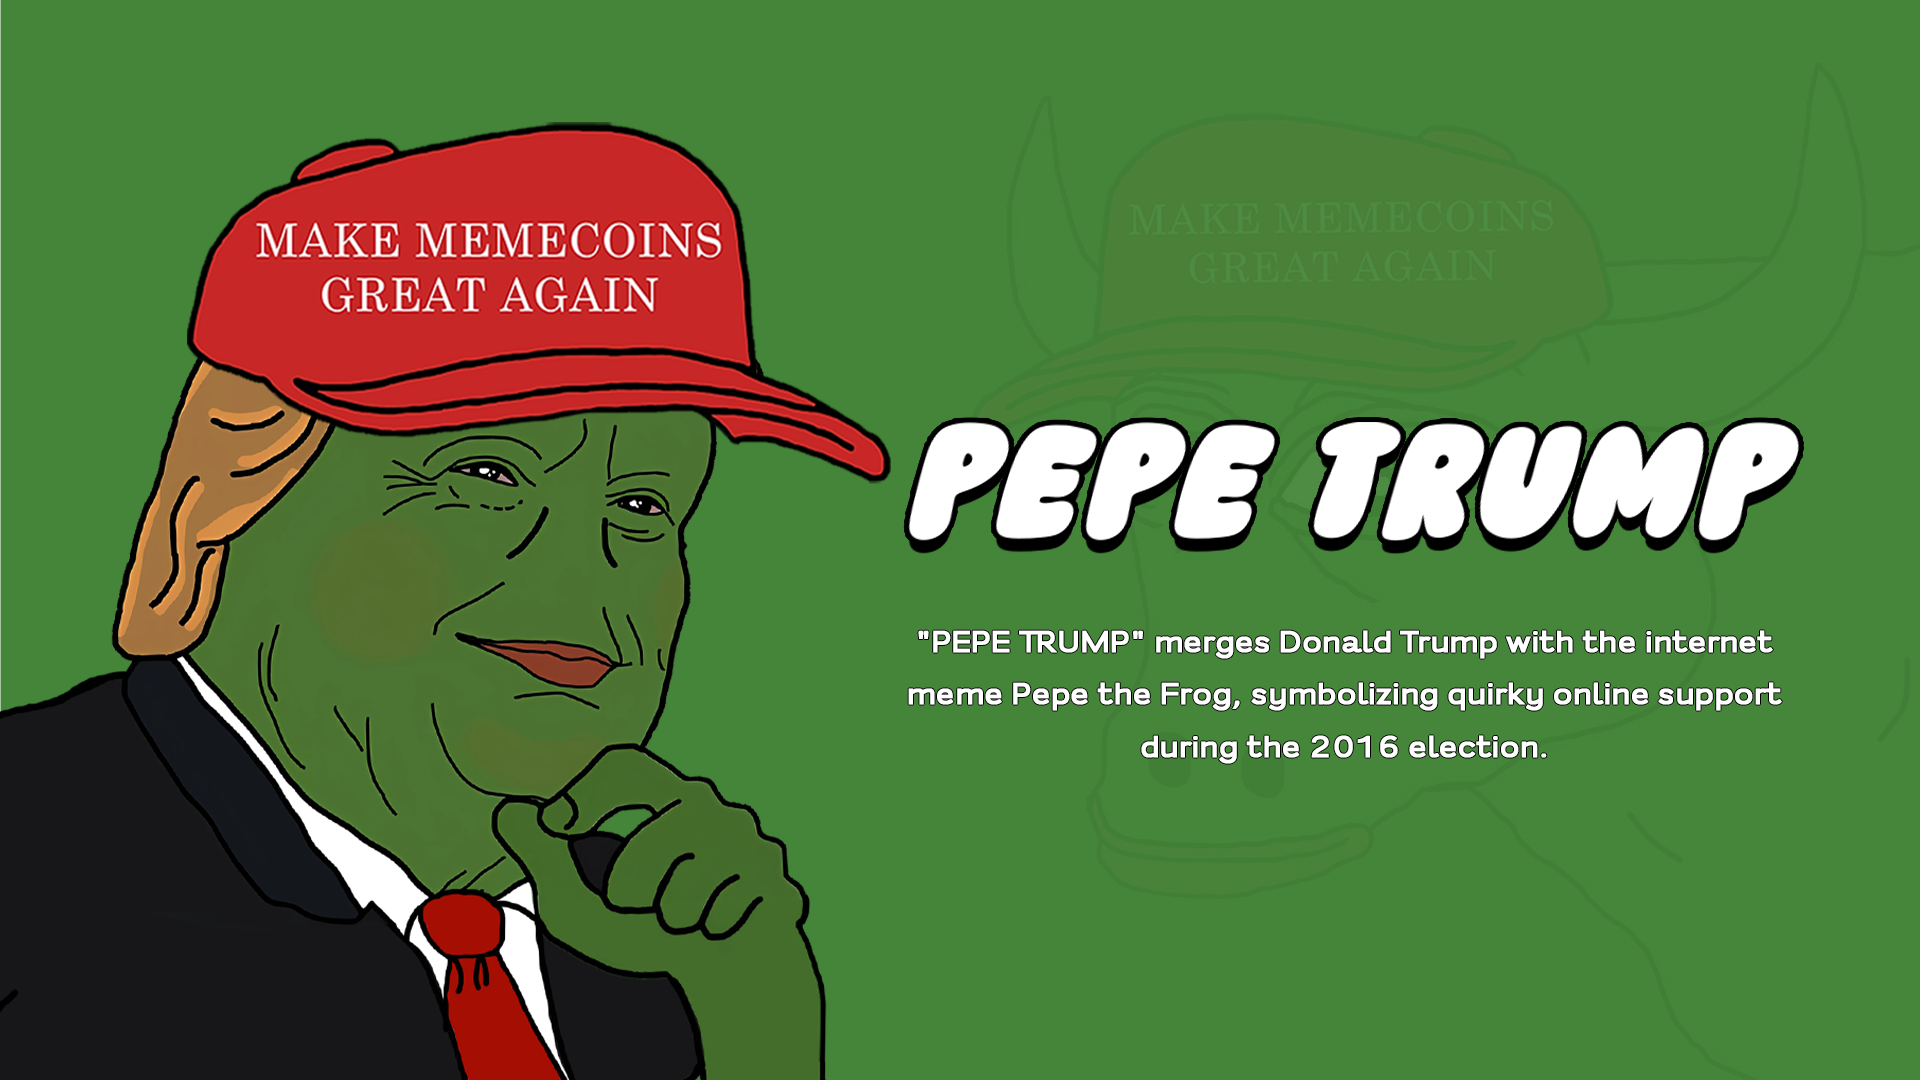 MAKE MEMECOINS
GREAT AGAIN
MAKE MEMECOINS
GREAT AGAIN
PEPE TRUMP
"PEPE TRUMP" merges Donald Trump with the internet
meme Pepe the Frog, symbolizing quirky online support
during the 2016 election.